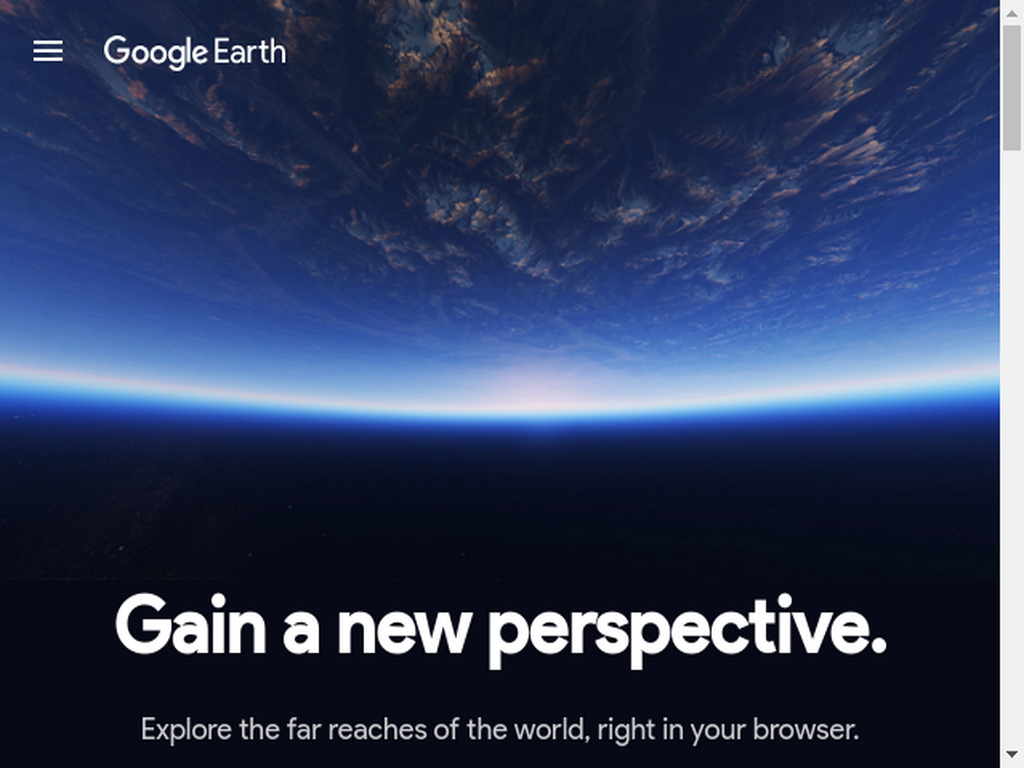 Google Earth
Gain a new perspective.
Explore the far reaches of the world, right in your browser.